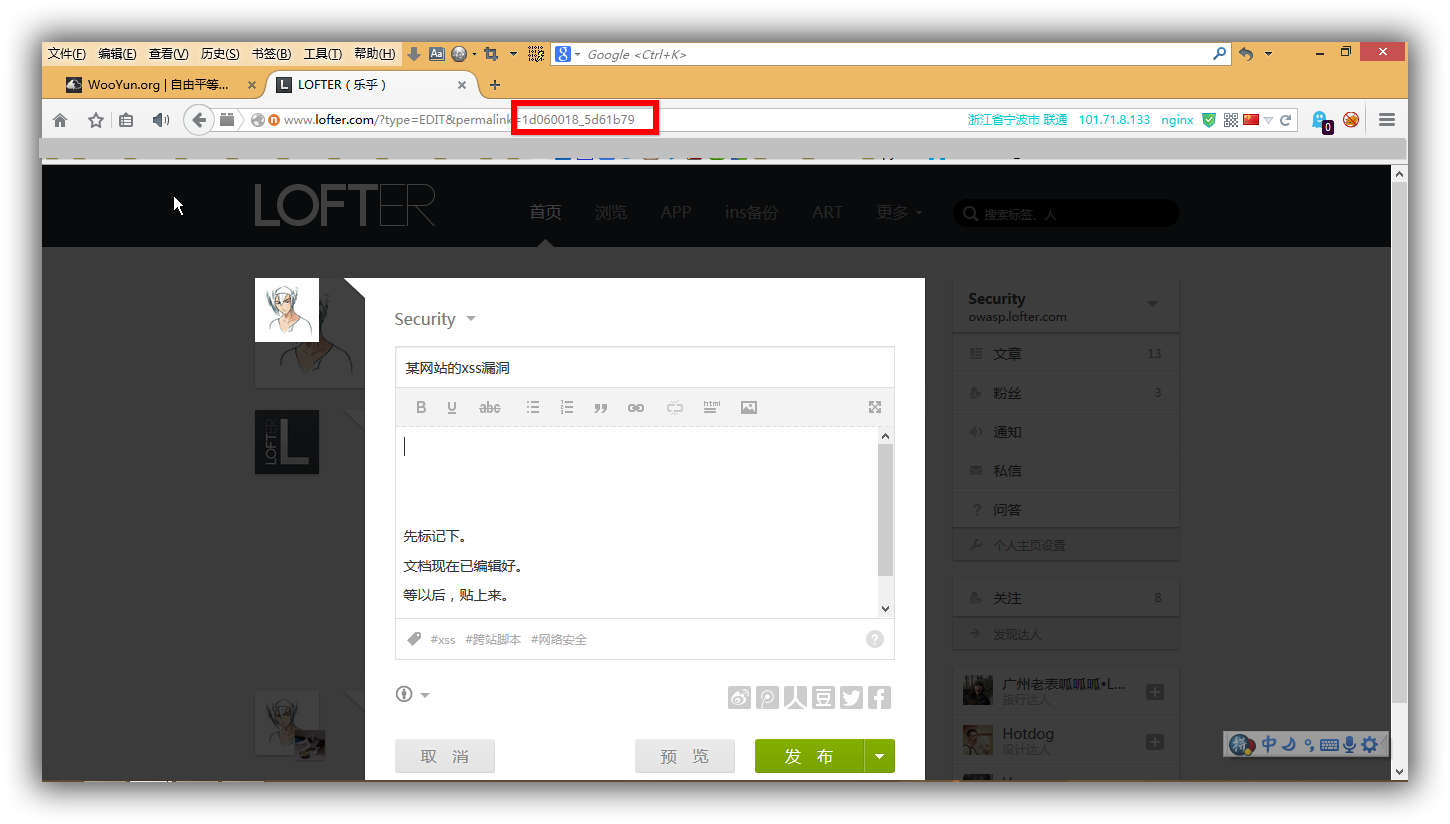 文件(F) 编辑(E) 查看(V) 历史(S) 书签(B) 工具(T) 帮助(H) Aa Google <Ctrl+K>
WooYun.org | 自由平等... LOFTER（乐乎）
www.lofter.com/?type=EDIT&permalink=1d060018_5d61b79 浙江省宁波市 联通 101.71.8.133 nginx 0
LOFTER 首页 浏览 APP ins备份 ART 更多 搜索标签、人
Security
某网站的xss漏洞
B U abc html
先标记下。
文档现在已编辑好。
等以后，贴上来。
#xss #跨站脚本 #网络安全
取 消 预 览 发 布
LOFTER L
Security
owasp.lofter.com
文章 13
粉丝 3
通知
私信
问答
个人主页设置
关注 8
发现达人
广州老表呱呱呱•L...
旅行达人
Hotdog
设计达人
中